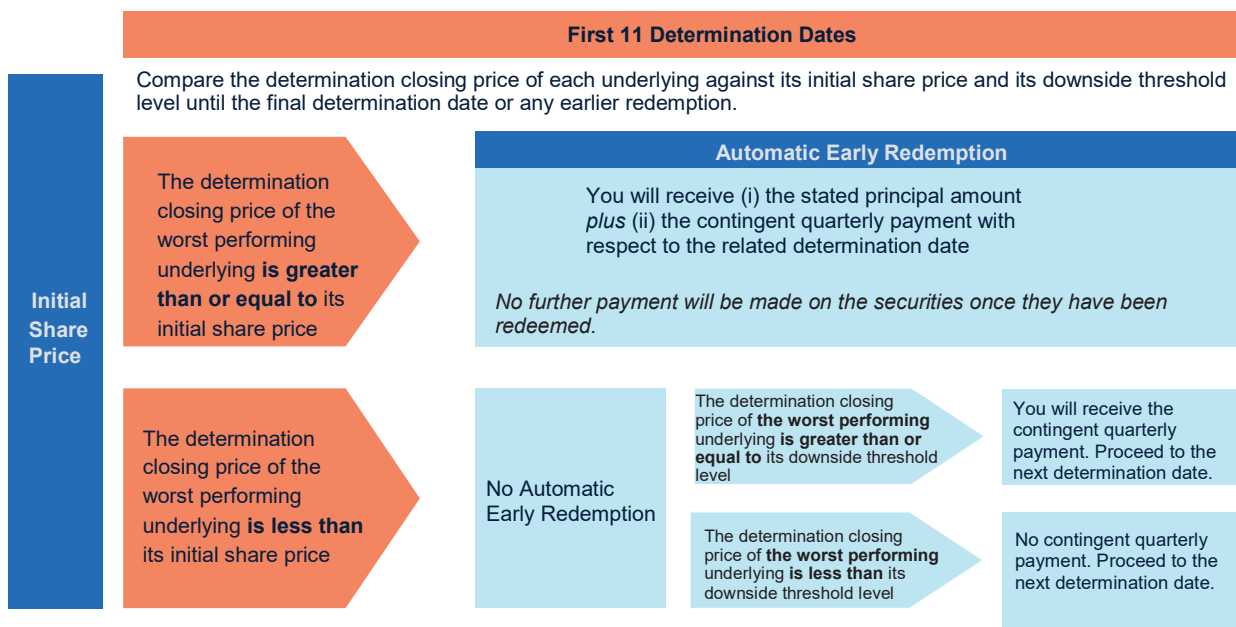 First 11 Determination Dates
Compare the determination closing price of each underlying against its initial share price and its downside threshold
level until the final determination date or any earlier redemption.
Initial
Share
Price
The determination
closing price of the
worst performing
underlying is greater
than or equal to its
initial share price
Automatic Early Redemption
You will receive (i) the stated principal amount
plus (ii) the contingent quarterly payment with
respect to the related determination date
No further payment will be made on the securities once they have been
redeemed.
The determination
closing price of the
worst performing
underlying is less than
its initial share price
No Automatic
Early Redemption
The determination closing
price of the worst performing
underlying is greater than or
equal to its downside threshold
level
You will receive the
contingent quarterly
payment. Proceed to the
next determination date.
The determination closing
price of the worst performing
underlying is less than its
downside threshold level
No contingent quarterly
payment. Proceed to the
next determination date.